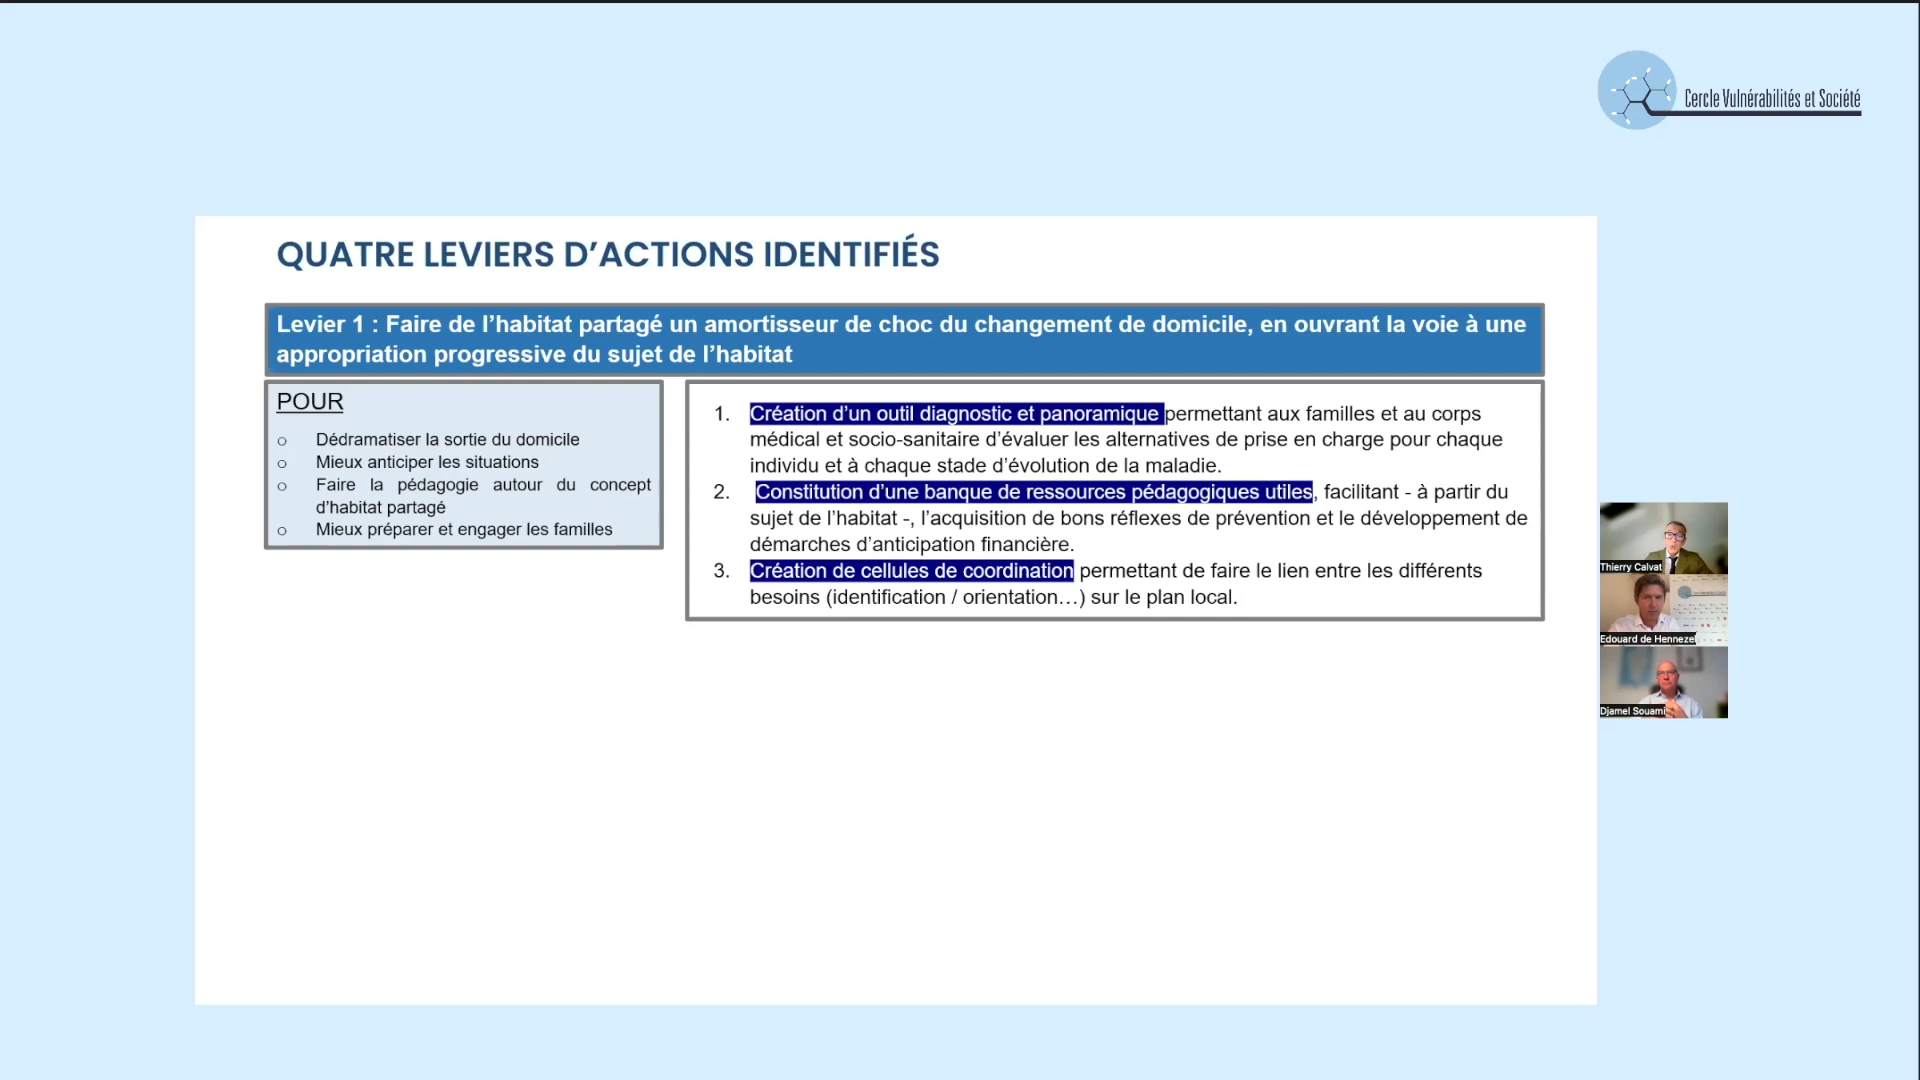 Cercle Vulnérabilités et Société
QUATRE LEVIERS D’ACTIONS IDENTIFIÉS
Levier 1 : Faire de l’habitat partagé un amortisseur de choc du changement de domicile, en ouvrant la voie à une
appropriation progressive du sujet de l’habitat
POUR
o Dédramatiser la sortie du domicile
o Mieux anticiper les situations
o Faire la pédagogie autour du concept
d’habitat partagé
o Mieux préparer et engager les familles
1. Création d’un outil diagnostic et panoramique permettant aux familles et au corps
médical et socio-sanitaire d’évaluer les alternatives de prise en charge pour chaque
individu et à chaque stade d’évolution de la maladie.
2. Constitution d’une banque de ressources pédagogiques utiles, facilitant - à partir du
sujet de l’habitat -, l’acquisition de bons réflexes de prévention et le développement de
démarches d’anticipation financière.
3. Création de cellules de coordination permettant de faire le lien entre les différents
besoins (identification / orientation…) sur le plan local.
Thierry Calvat
Edouard de Hennezel
Djamel Souami